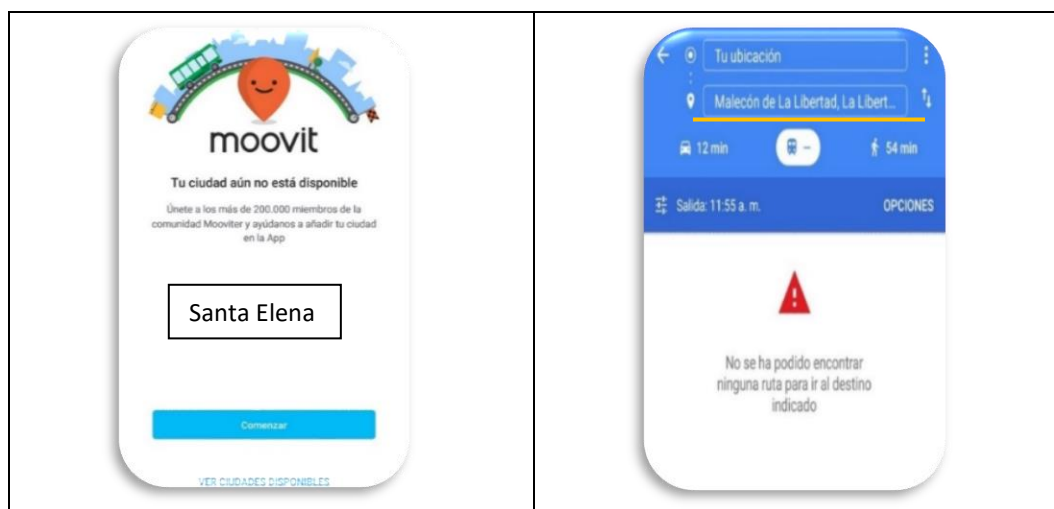 moovit
Tu ciudad aún no está disponible
Únete a los más de 200.000 miembros de la
comunidad Mooviter y ayúdanos a añadir tu ciudad
en la App
Santa Elena
Comenzar
VER CIUDADES DISPONIBLES
Tu ubicación
Malecón de La Libertad, La Libert...
12 min
–
54 min
Salida: 11:55 a. m.
OPCIONES
No se ha podido encontrar
ninguna ruta para ir al destino
indicado